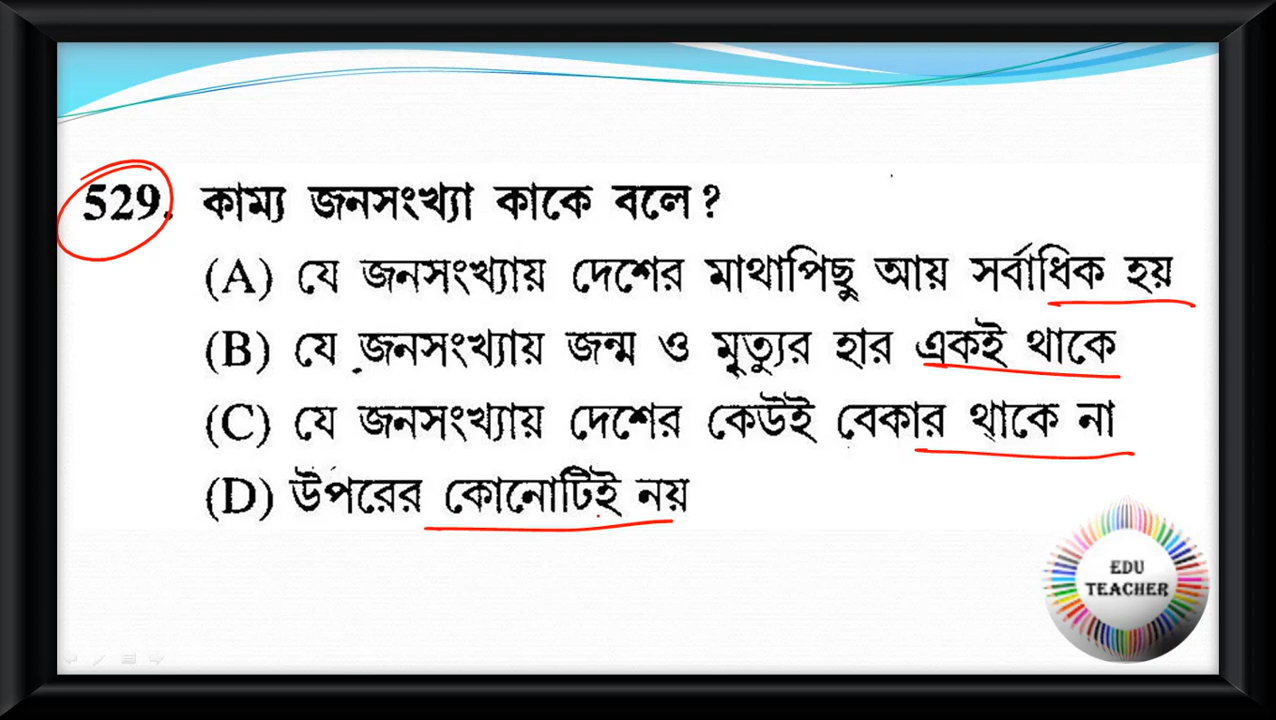 529. কাম্য জনসংখ্যা কাকে বলে?
(A) যে জনসংখ্যায় দেশের মাথাপিছু আয় সর্বাধিক হয়
(B) যে জনসংখ্যায় জন্ম ও মৃত্যুর হার একই থাকে
(C) যে জনসংখ্যায় দেশের কেউই বেকার থাকে না
(D) উপরের কোনোটিই নয়
EDU
TEACHER